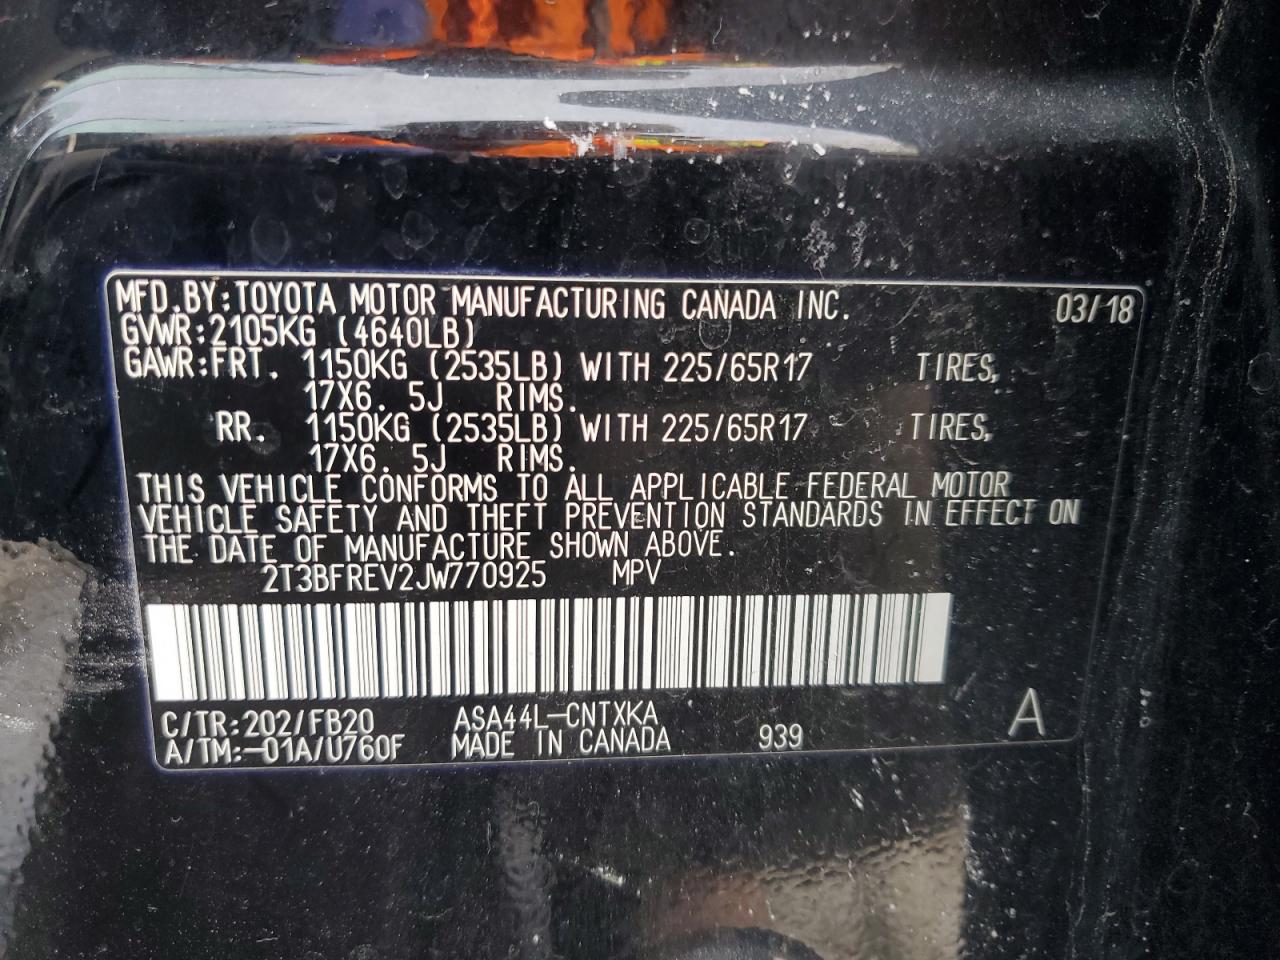 MFD.BY:TOYOTA MOTOR MANUFACTURING CANADA INC. 03/18
GVWR:2105KG (4640LB)
GAWR:FRT. 1150KG (2535LB) WITH 225/65R17 TIRES,
17X6.5J RIMS.
RR. 1150KG (2535LB) WITH 225/65R17 TIRES,
17X6.5J RIMS.
THIS VEHICLE CONFORMS TO ALL APPLICABLE FEDERAL MOTOR
VEHICLE SAFETY AND THEFT PREVENTION STANDARDS IN EFFECT ON
THE DATE OF MANUFACTURE SHOWN ABOVE.
2T3BFREV2JW770925 MPV
C/TR:202/FB20 ASA44L-CNTXKA A
A/TM:-01A/U760F MADE IN CANADA 939